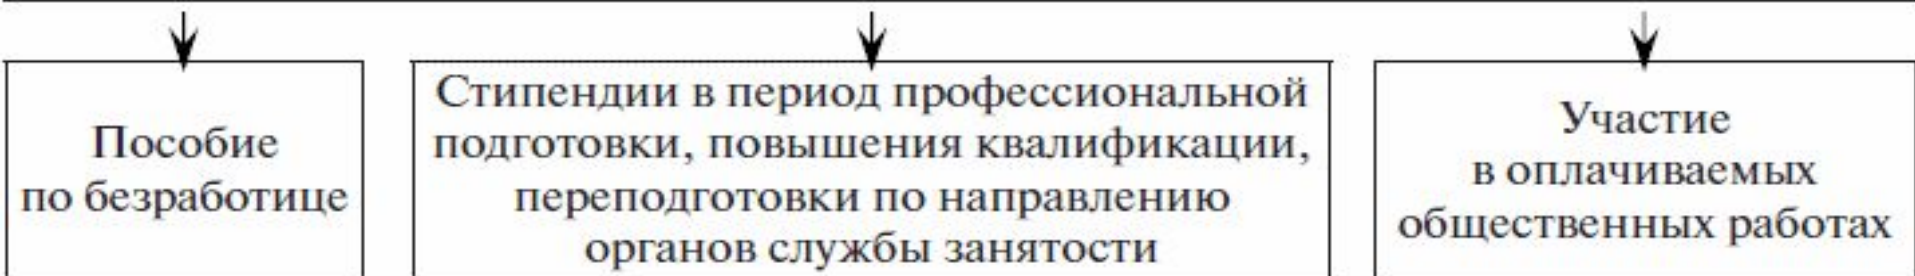 Пособие
по безработице
Стипендии в период профессиональной
подготовки, повышения квалификации,
переподготовки по направлению
органов службы занятости
Участие
в оплачиваемых
общественных работах